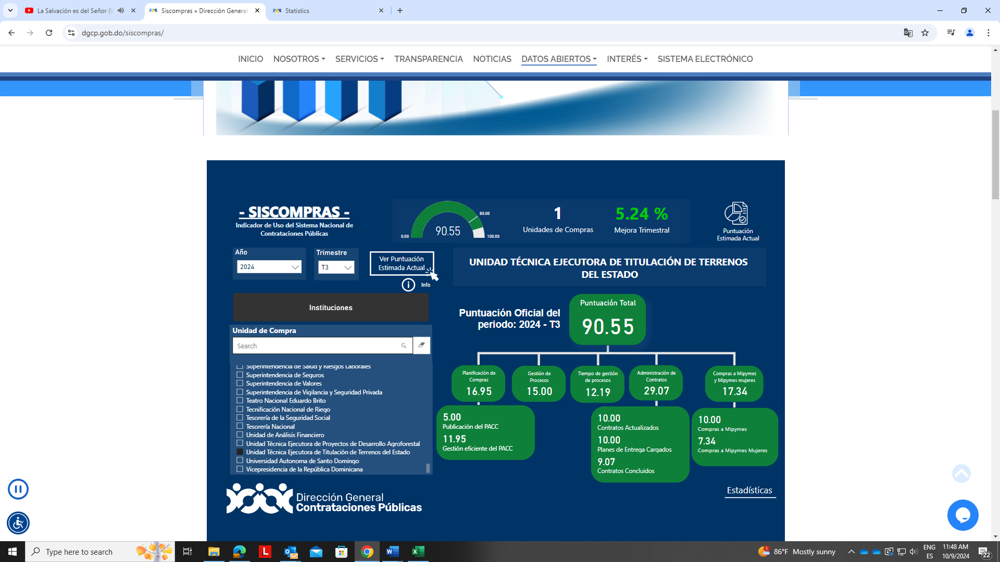 La Salvación es del Señor (
Siscompras » Dirección General
Statistics
dgcp.gob.do/siscompras/
INICIO NOSOTROS SERVICIOS TRANSPARENCIA NOTICIAS DATOS ABIERTOS INTERÉS SISTEMA ELECTRÓNICO
- SISCOMPRAS -
Indicador de Uso del Sistema Nacional de
Contrataciones Públicas
80.00
90.55
0.00
100.00
1
Unidades de Compras
5.24 %
Mejora Trimestral
Puntuación
Estimada Actual
Año
2024
Trimestre
T3
Ver Puntuación
Estimada Actual
Info
UNIDAD TÉCNICA EJECUTORA DE TITULACIÓN DE TERRENOS
DEL ESTADO
Instituciones
Unidad de Compra
Search
Superintendencia de Salud y Riesgos Laborales
Superintendencia de Seguros
Superintendencia de Valores
Superintendencia de Vigilancia y Seguridad Privada
Teatro Nacional Eduardo Brito
Tecnificación Nacional de Riego
Tesorería de la Seguridad Social
Tesorería Nacional
Unidad de Análisis Financiero
Unidad Técnica Ejecutora de Proyectos de Desarrollo Agroforestal
Unidad Técnica Ejecutora de Titulación de Terrenos del Estado
Universidad Autonoma de Santo Domingo
Vicepresidencia de la República Dominicana
Puntuación Oficial del
periodo: 2024 - T3
Puntuación Total
90.55
Planificación de
Compras
16.95
Gestión de
Procesos
15.00
Tiempo de gestión
de procesos
12.19
Administración de
Contratos
29.07
Compras a Mipymes
y Mipymes mujeres
17.34
5.00
Publicación del PACC
11.95
Gestión eficiente del PACC
10.00
Contratos Actualizados
10.00
Planes de Entrega Cargados
9.07
Contratos Concluidos
10.00
Compras a Mipymes
7.34
Compras a Mipymes Mujeres
Estadísticas
Dirección General
Contrataciones Públicas
Type here to search
L
1
86°F Mostly sunny
ENG
ES
11:48 AM
10/9/2024
22